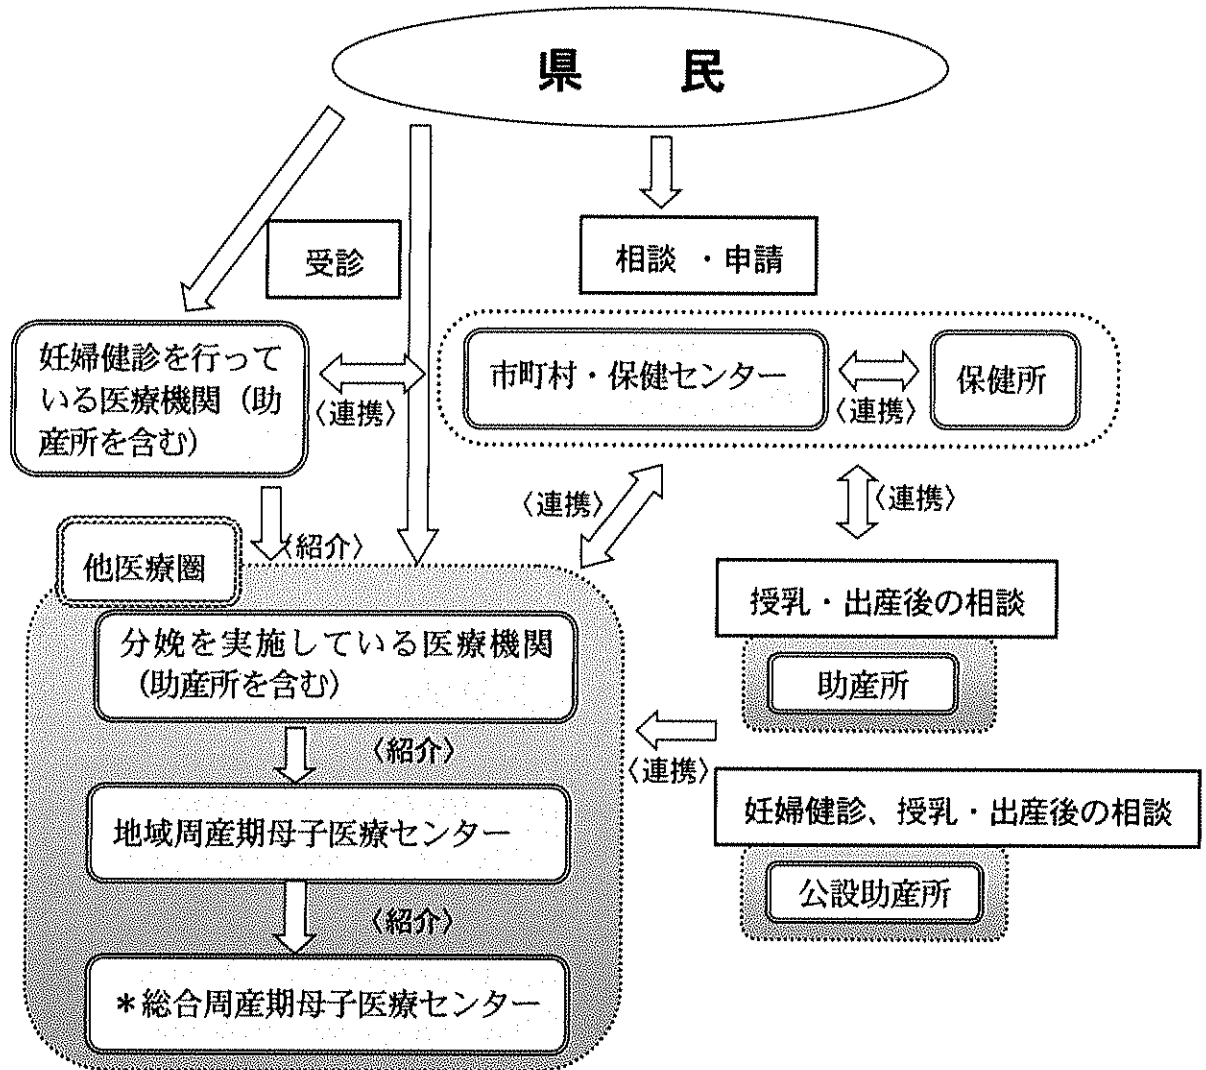 県　民
受診
相談 ・申請
妊婦健診を行って
いる医療機関（助
産所を含む）
〈連携〉
市町村・保健センター
〈連携〉
保健所
〈連携〉
〈連携〉
〈紹介〉
他医療圏
分娩を実施している医療機関
（助産所を含む）
〈紹介〉
地域周産期母子医療センター
〈紹介〉
＊総合周産期母子医療センター
授乳・出産後の相談
助産所
〈連携〉
妊婦健診、授乳・出産後の相談
公設助産所